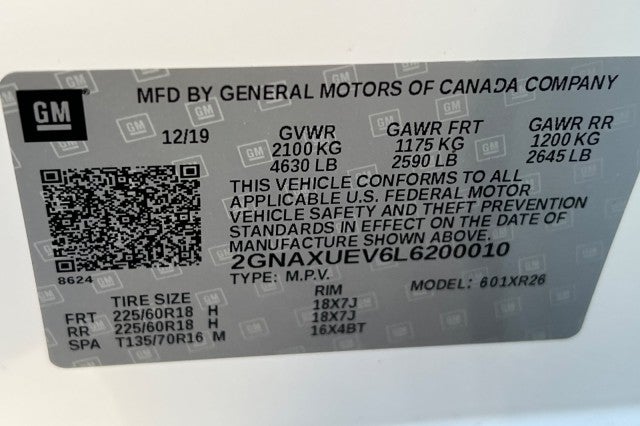 GM
MFD BY GENERAL MOTORS OF CANADA COMPANY
12/19 GVWR GAWR FRT GAWR RR
2100 KG 1175 KG 1200 KG
4630 LB 2590 LB 2645 LB
THIS VEHICLE CONFORMS TO ALL
APPLICABLE U.S. FEDERAL MOTOR
VEHICLE SAFETY AND THEFT PREVENTION
STANDARDS IN EFFECT ON THE DATE OF
MANUFACTURE SHOWN ABOVE.
8624 2GNAXUEV6L6200010
TYPE: M.P.V. MODEL: 601XR26
TIRE SIZE RIM
FRT 225/60R18 H 18X7J
RR 225/60R18 H 18X7J
SPA T135/70R16 M 16X4BT